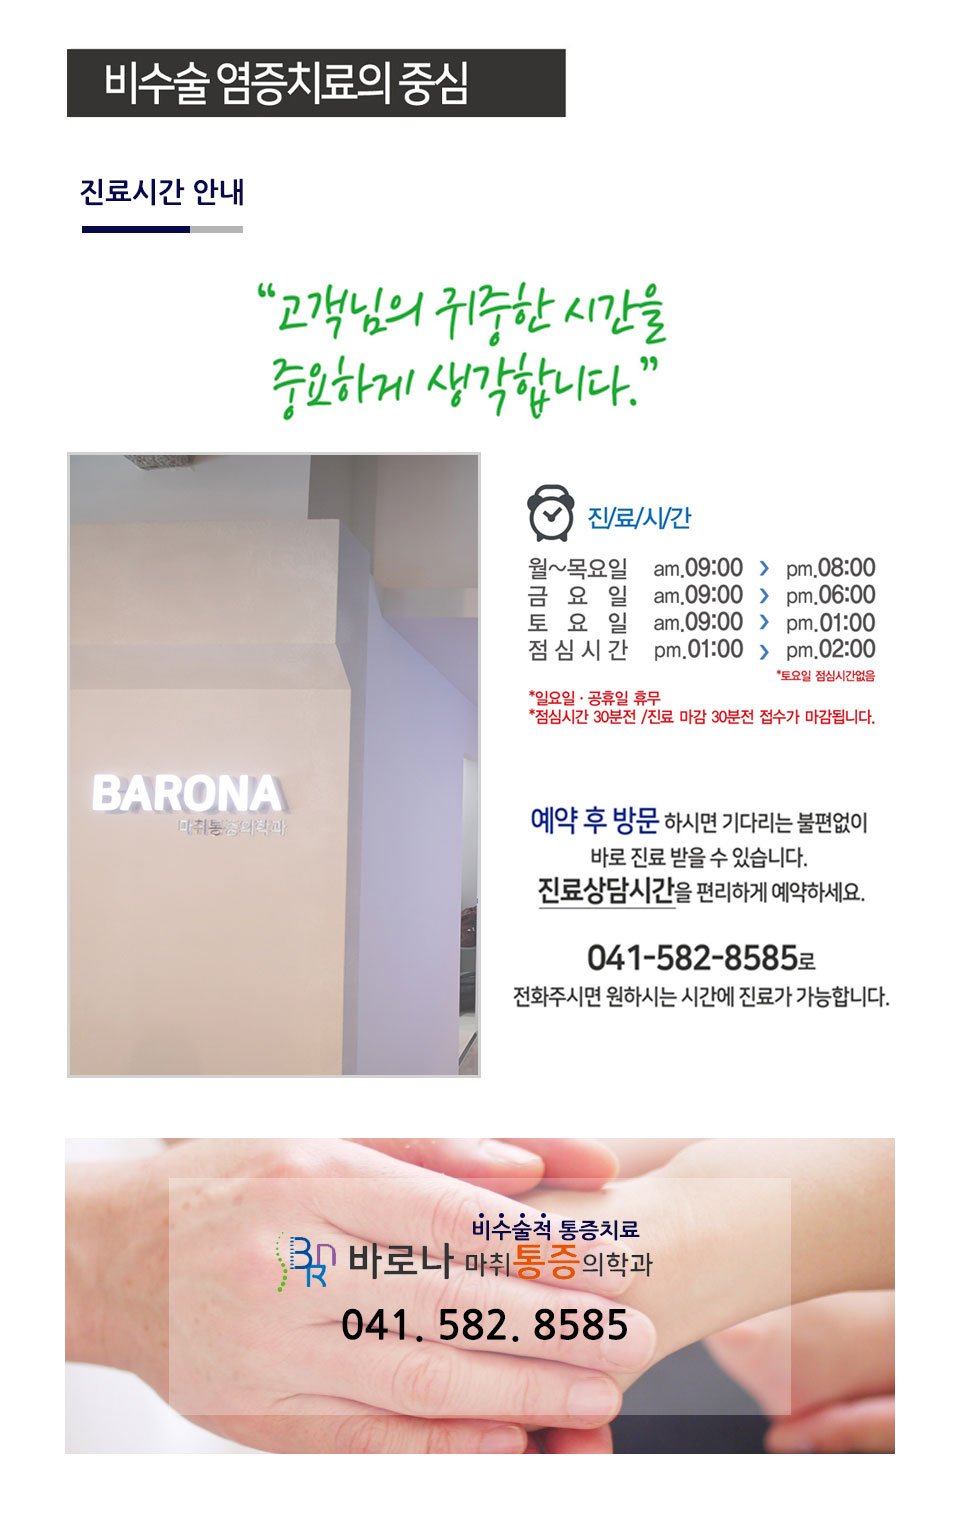 비수술 염증치료의 중심
진료시간 안내
“고객님의 귀중한 시간을
중요하게 생각합니다.”
진/료/시/간
월~목요일 am.09:00 > pm.08:00
금 요 일 am.09:00 > pm.06:00
토 요 일 am.09:00 > pm.01:00
점 심 시 간 pm.01:00 > pm.02:00
*토요일 점심시간없음
*일요일 · 공휴일 휴무
*점심시간 30분전 /진료 마감 30분전 접수가 마감됩니다.
BARONA
마취통증의학과
예약 후 방문 하시면 기다리는 불편없이
바로 진료 받을 수 있습니다.
진료상담시간을 편리하게 예약하세요.
041-582-8585로
전화주시면 원하시는 시간에 진료가 가능합니다.
비수술적 통증치료
BnR 바로나 마취통증의학과
041. 582. 8585